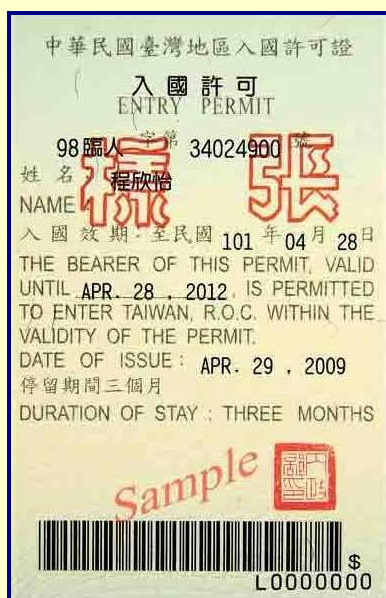 中華民國臺灣地區入國許可證
入國許可
ENTRY PERMIT
98臨人 字第 34024900 號
樣張
姓名 程欣怡
NAME
入國效期:至民國 101 年 04 月 28 日
THE BEARER OF THIS PERMIT, VALID
UNTIL APR. 28 , 2012, IS PERMITTED
TO ENTER TAIWAN, R.O.C. WITHIN THE
VALIDITY OF THE PERMIT.
DATE OF ISSUE : APR. 29 , 2009
停留期間三個月
DURATION OF STAY : THREE MONTHS
Sample
$
L0000000